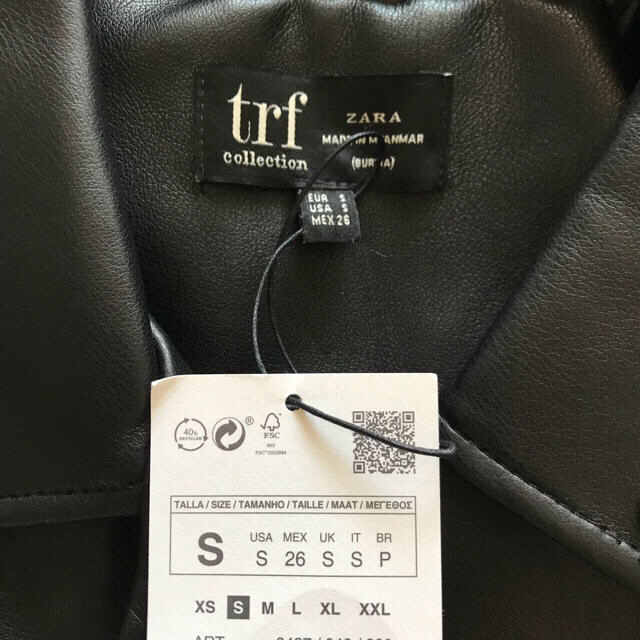 trf
collection
ZARA
MADE IN MYANMAR
(BURMA)
EUR S
USA S
MEX 26
40%
RECYCLED
®
FSC
MIX
TALLA / SIZE / TAMANHO / TAILLE / MAAT / ΜΕΓΕΘΟΣ
S
USA MEX UK IT BR
S 26 S S P
XS S M L XL XXL
ART.